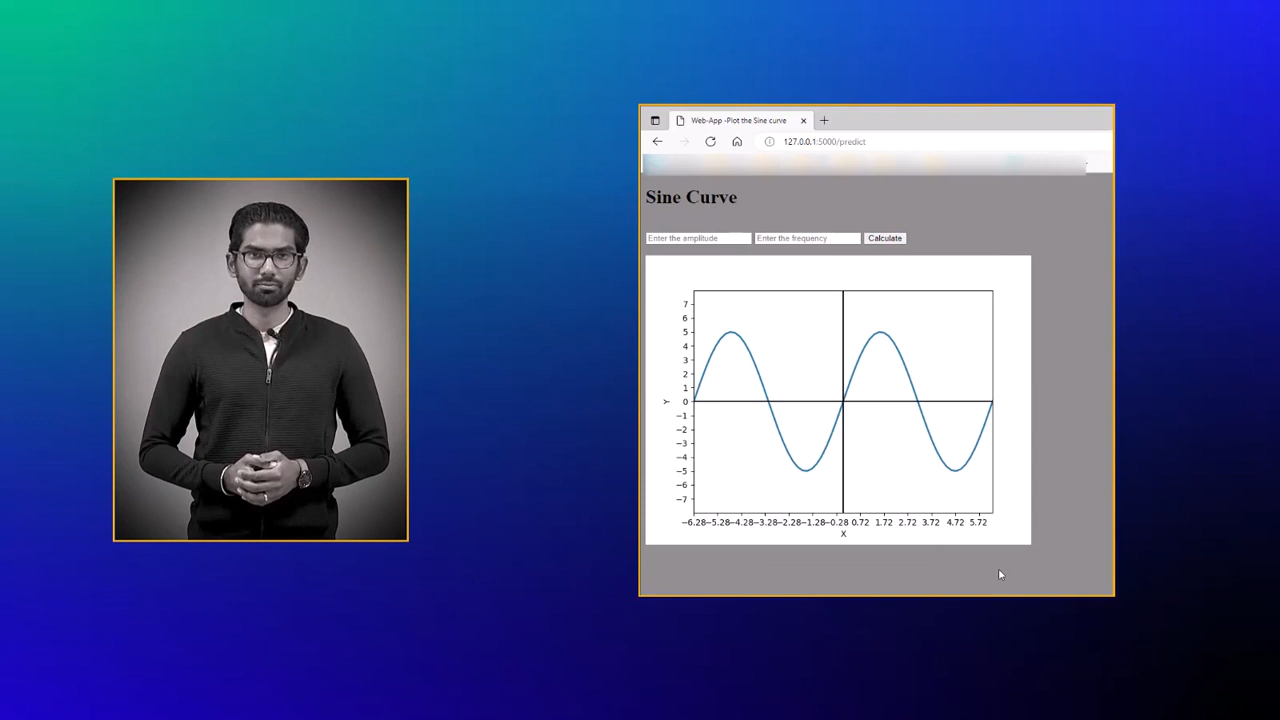 Web-App -Plot the Sine curve
127.0.0.1:5000/predict
Sine Curve
Enter the amplitude Enter the frequency Calculate
7
6
5
4
3
2
1
0
−1
−2
−3
−4
−5
−6
−7
Y
−6.28−5.28−4.28−3.28−2.28−1.28−0.28 0.72 1.72 2.72 3.72 4.72 5.72
X